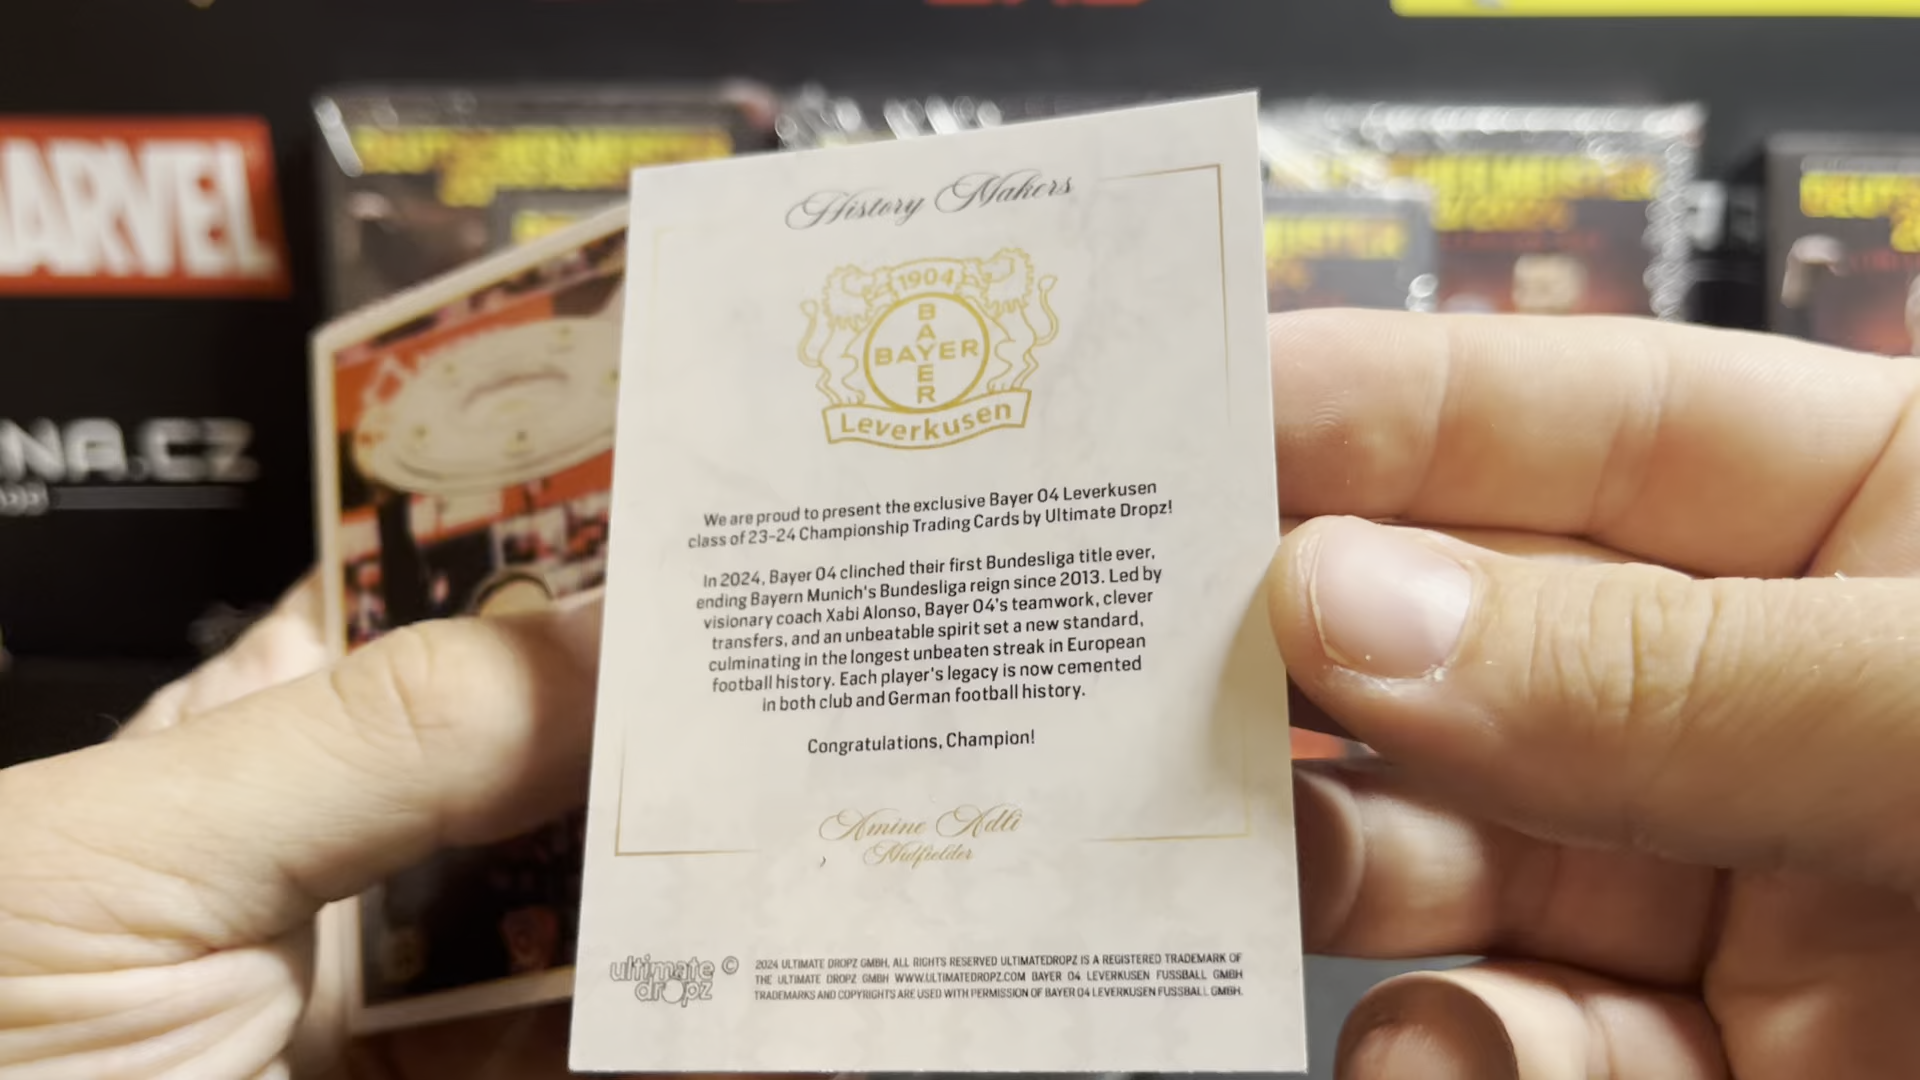 MARVEL
NA.CZ
History Makers
1904
BAYER
BAYER
Leverkusen
We are proud to present the exclusive Bayer 04 Leverkusen
class of 23-24 Championship Trading Cards by Ultimate Dropz!
In 2024, Bayer 04 clinched their first Bundesliga title ever,
ending Bayern Munich's Bundesliga reign since 2013. Led by
visionary coach Xabi Alonso, Bayer 04's teamwork, clever
transfers, and an unbeatable spirit set a new standard,
culminating in the longest unbeaten streak in European
football history. Each player's legacy is now cemented
in both club and German football history.
Congratulations, Champion!
Amine Adli
Midfielder
ultimate dropz ©
2024 ULTIMATE DROPZ GMBH, ALL RIGHTS RESERVED ULTIMATEDROPZ IS A REGISTERED TRADEMARK OF
THE ULTIMATE DROPZ GMBH WWW.ULTIMATEDROPZ.COM BAYER 04 LEVERKUSEN FUSSBALL GMBH
TRADEMARKS AND COPYRIGHTS ARE USED WITH PERMISSION OF BAYER 04 LEVERKUSEN FUSSBALL GMBH.